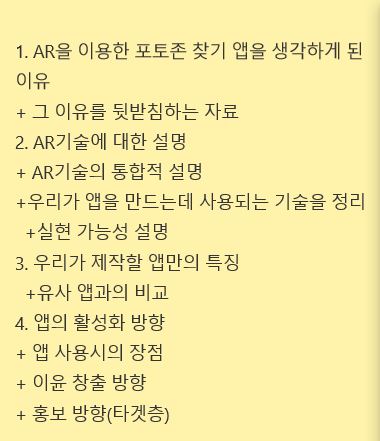 1. AR을 이용한 포토존 찾기 앱을 생각하게 된
이유
+ 그 이유를 뒷받침하는 자료
2. AR기술에 대한 설명
+ AR기술의 통합적 설명
+우리가 앱을 만드는데 사용되는 기술을 정리
+실현 가능성 설명
3. 우리가 제작할 앱만의 특징
+유사 앱과의 비교
4. 앱의 활성화 방향
+ 앱 사용시의 장점
+ 이윤 창출 방향
+ 홍보 방향(타겟층)